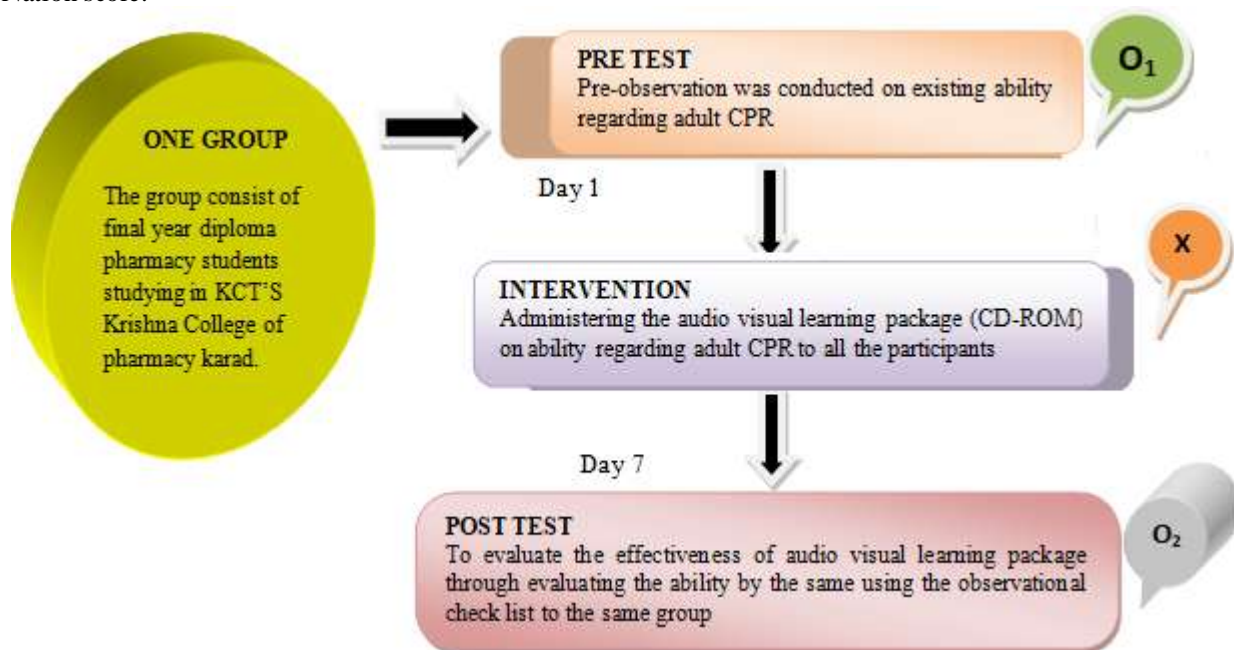 ONE GROUP
The group consist of
final year diploma
pharmacy students
studying in KCT'S
Krishna College of
pharmacy karad.
PRE TEST
Pre-observation was conducted on existing ability
regarding adult CPR
O₁
Day 1
INTERVENTION
Administering the audio visual learning package (CD-ROM)
on ability regarding adult CPR to all the participants
X
Day 7
POST TEST
To evaluate the effectiveness of audio visual learning package
through evaluating the ability by the same using the observational
check list to the same group
O₂